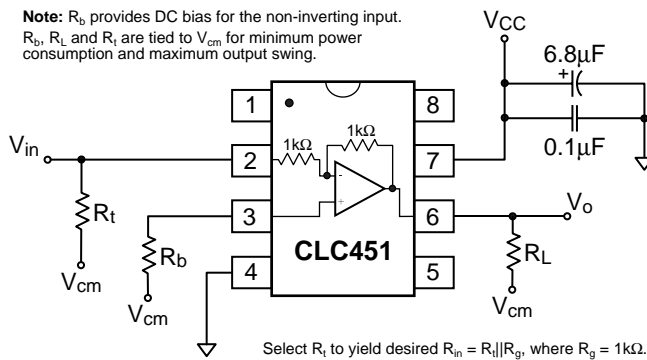 Note: Rb provides DC bias for the non-inverting input.
Rb, RL and Rt are tied to Vcm for minimum power
consumption and maximum output swing.
VCC
6.8µF
+
0.1µF
1
8
1kΩ
1kΩ
Vin
2
-
7
Rt
3
+
6
Vo
Rb
CLC451
RL
Vcm
4
5
Vcm
Vcm
Select Rt to yield desired Rin = Rt||Rg, where Rg = 1kΩ.